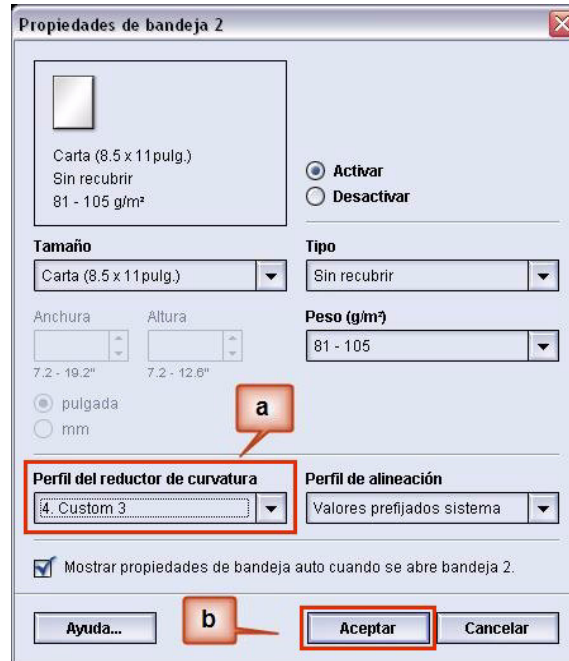 Propiedades de bandeja 2
Carta (8.5 x 11pulg.)
Sin recubrir
81 - 105 g/m²
Activar
Desactivar
Tamaño
Tipo
Carta (8.5 x 11pulg.)
Sin recubrir
Anchura
Altura
Peso (g/m²)
81 - 105
7.2 - 19.2"
7.2 - 12.6"
pulgada
mm
a
Perfil del reductor de curvatura
Perfil de alineación
4. Custom 3
Valores prefijados sistema
Mostrar propiedades de bandeja auto cuando se abre bandeja 2.
Ayuda...
b
Aceptar
Cancelar